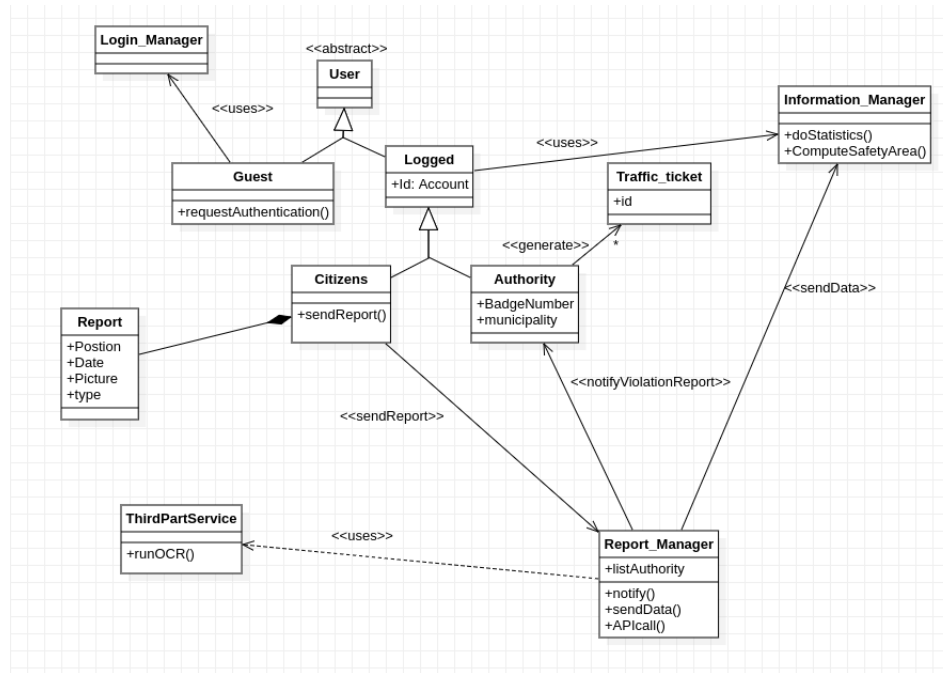 Login_Manager
<<abstract>>
User
<<uses>>
Information_Manager
+doStatistics()
+ComputeSafetyArea()
<<uses>>
Logged
+Id: Account
Guest
+requestAuthentication()
Traffic_ticket
+id
<<generate>>
*
Citizens
+sendReport()
Authority
+BadgeNumber
+municipality
<<sendData>>
Report
+Postion
+Date
+Picture
+type
<<notifyViolationReport>>
<<sendReport>>
ThirdPartService
+runOCR()
<<uses>>
Report_Manager
+listAuthority
+notify()
+sendData()
+APIcall()